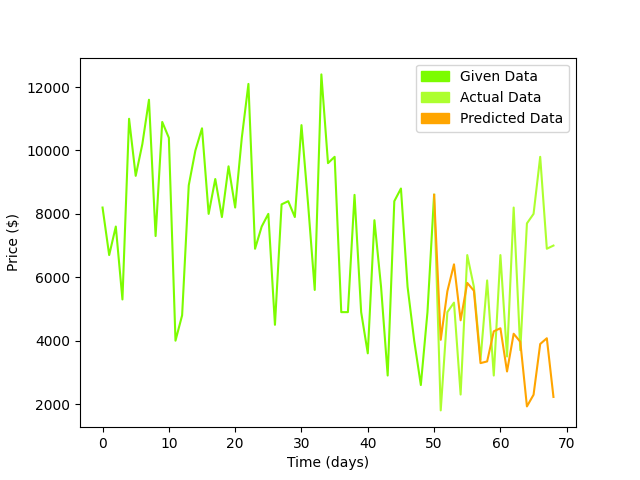 12000
10000
8000
6000
4000
2000
Price ($)
0 10 20 30 40 50 60 70
Time (days)
Given Data
Actual Data
Predicted Data